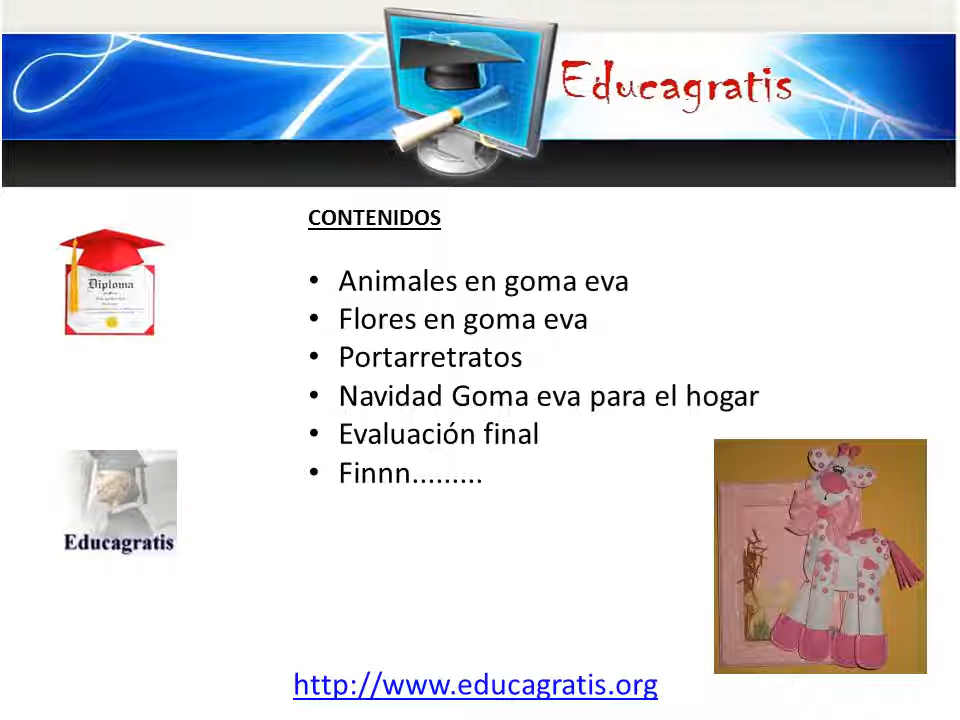 Educagratis
CONTENIDOS
Diploma
• Animales en goma eva
• Flores en goma eva
• Portarretratos
• Navidad Goma eva para el hogar
• Evaluación final
• Finnn.........
Educagratis
http://www.educagratis.org